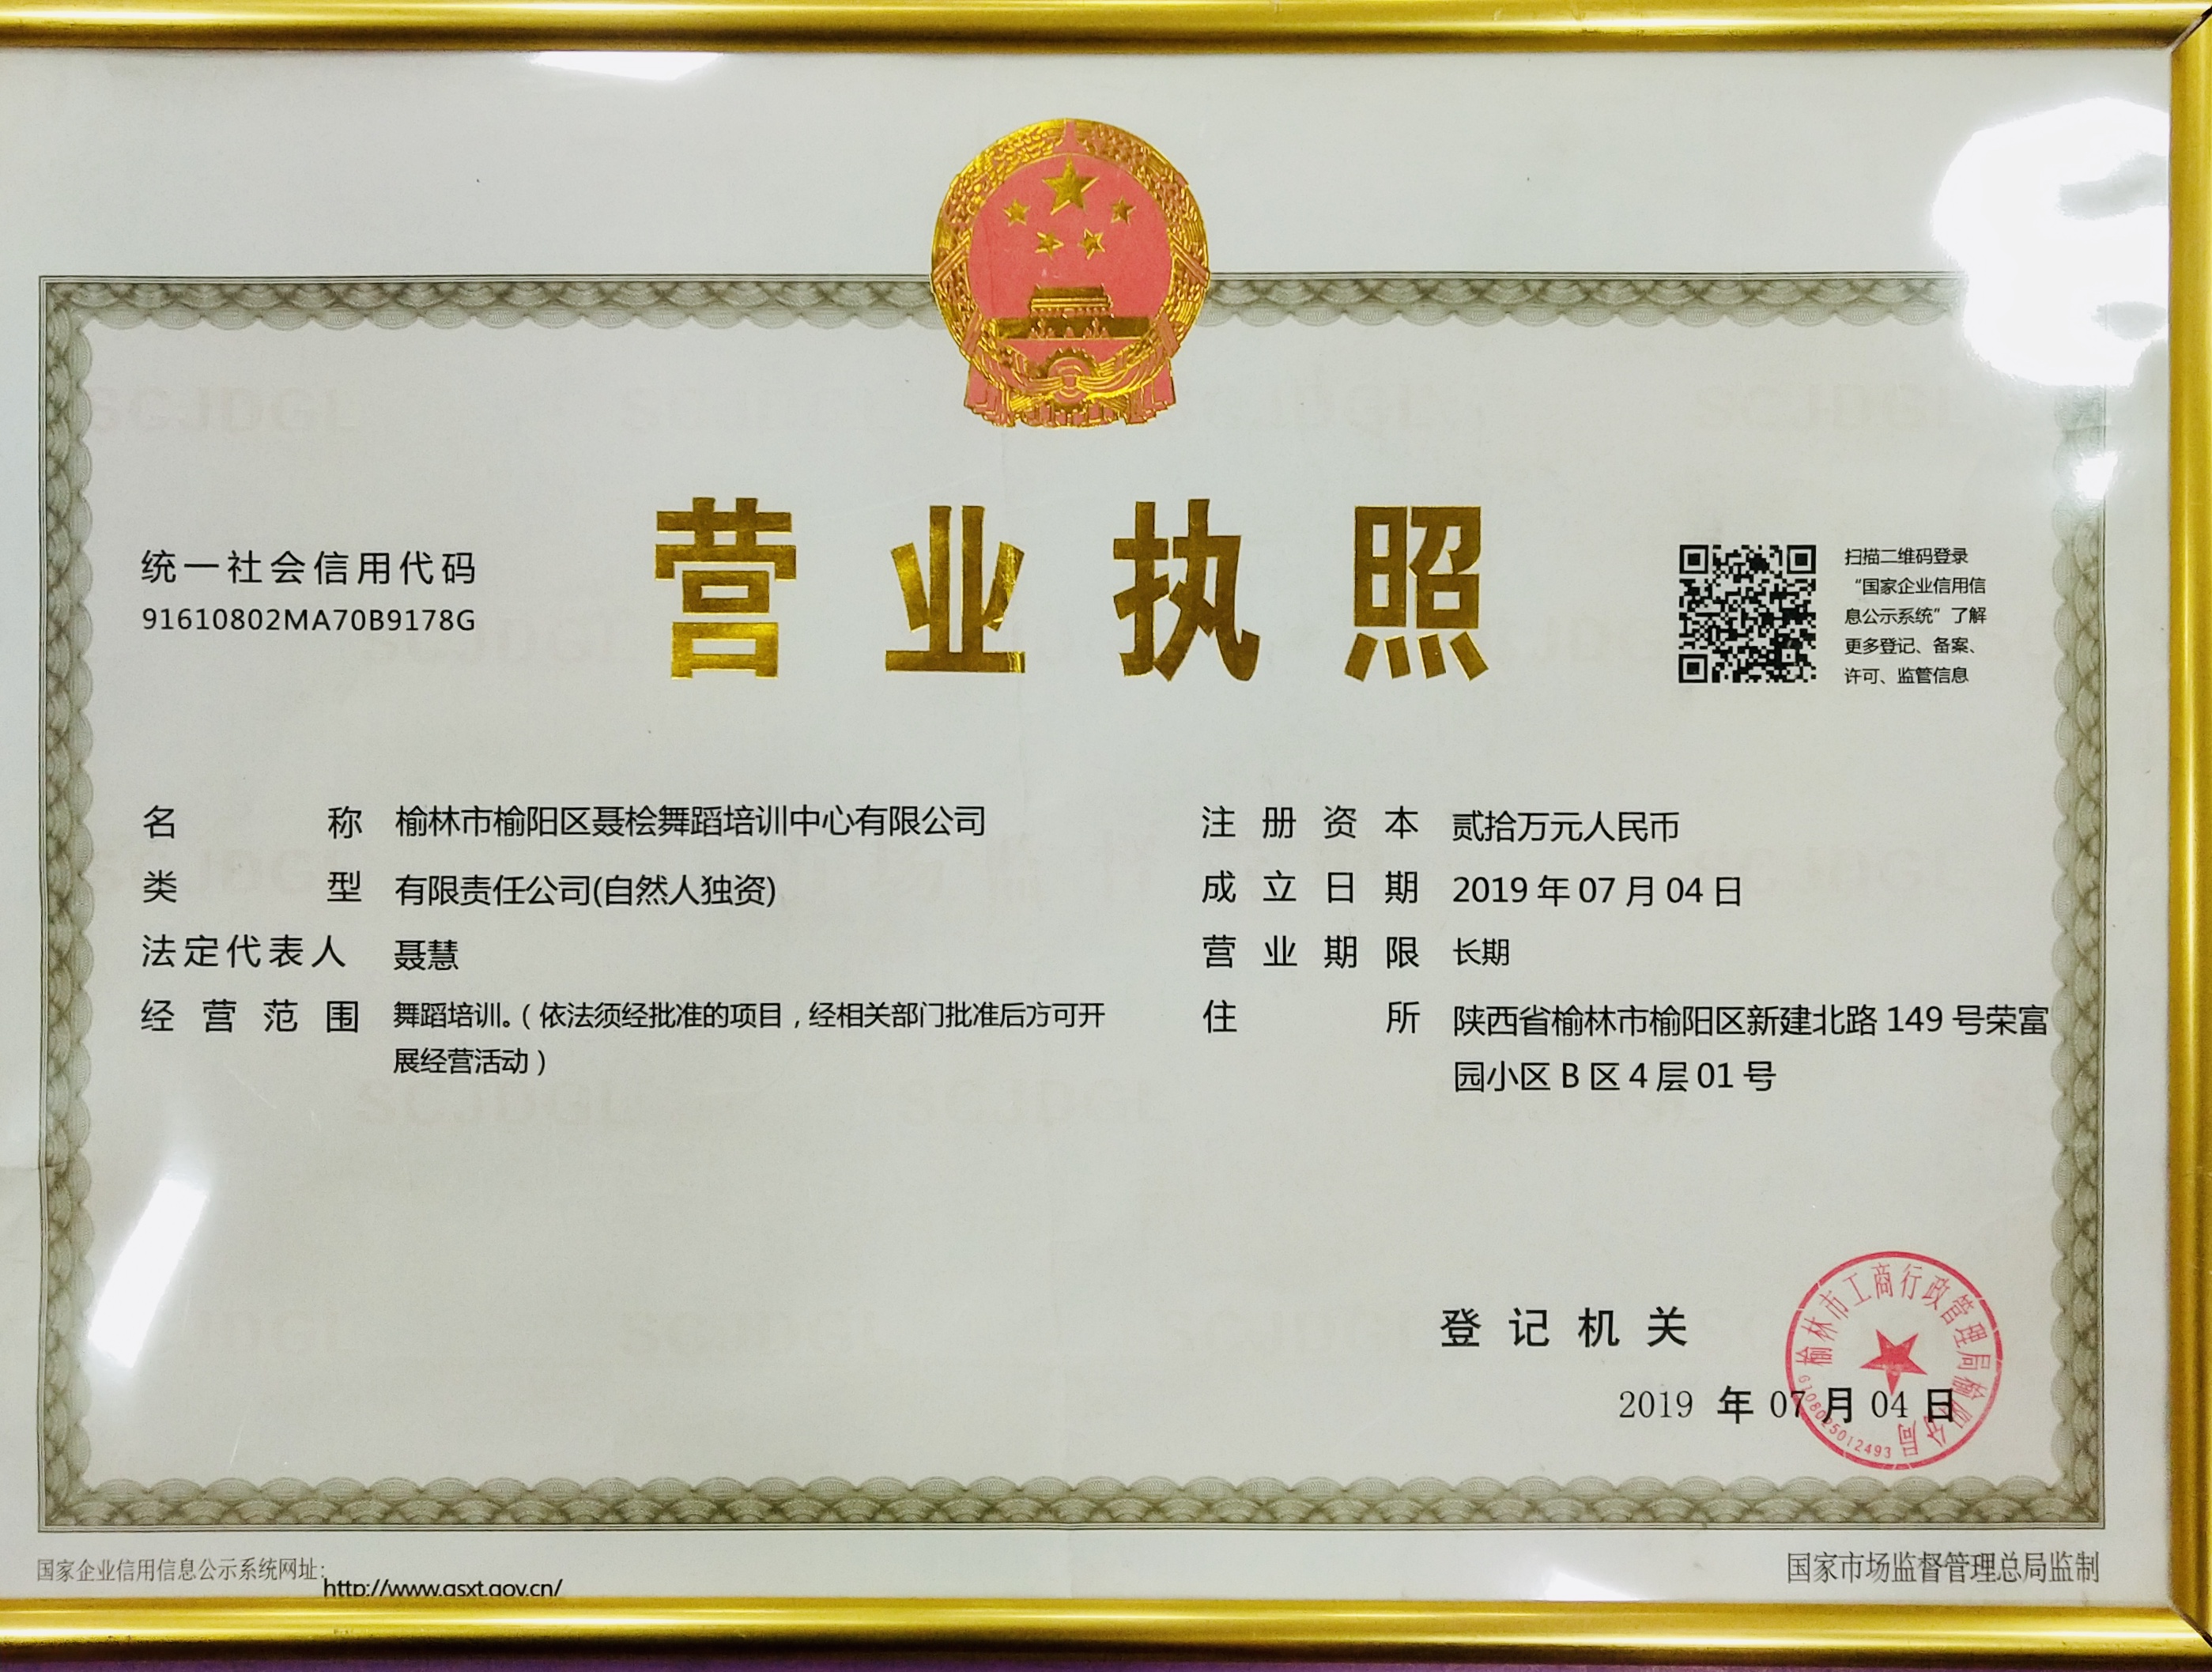 营业执照
统一社会信用代码
91610802MA70B9178G
扫描二维码登录
“国家企业信用信
息公示系统”了解
更多登记、备案、
许可、监管信息
名称 榆林市榆阳区聂桧舞蹈培训中心有限公司
类型 有限责任公司(自然人独资)
法定代表人 聂慧
经营范围 舞蹈培训。(依法须经批准的项目,经相关部门批准后方可开
展经营活动)
注册资本 贰拾万元人民币
成立日期 2019年07月04日
营业期限 长期
住所 陕西省榆林市榆阳区新建北路149号荣富
园小区B区4层01号
登记机关
榆林市工商行政管理局榆阳分局
6108025012493
2019 年 07 月 04 日
国家企业信用信息公示系统网址:
http://www.gsxt.gov.cn/
国家市场监督管理总局监制